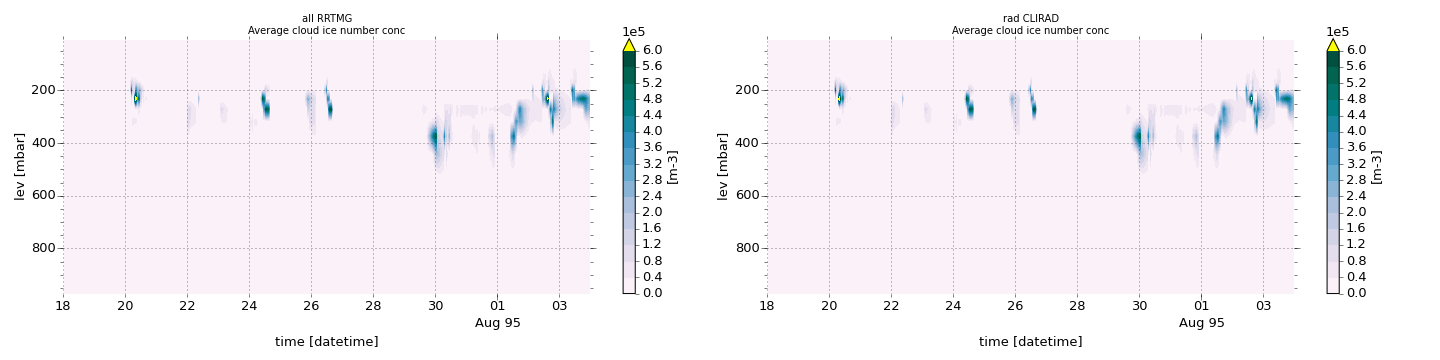 all RRTMG
Average cloud ice number conc
1e5
6.0
5.6
5.2
4.8
4.4
4.0
3.6
3.2
2.8
2.4
2.0
1.6
1.2
0.8
0.4
0.0
[m-3]
lev [mbar]
200
400
600
800
18 20 22 24 26 28 30 01 03
Aug 95
time [datetime]
rad CLIRAD
Average cloud ice number conc
1e5
6.0
5.6
5.2
4.8
4.4
4.0
3.6
3.2
2.8
2.4
2.0
1.6
1.2
0.8
0.4
0.0
[m-3]
lev [mbar]
200
400
600
800
18 20 22 24 26 28 30 01 03
Aug 95
time [datetime]